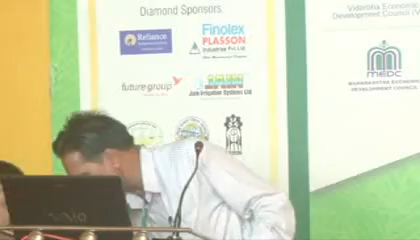 Diamond Sponsors
Reliance
Finolex
PLASSON
Industries Pvt Ltd
future group
Jain Irrigation Systems Ltd
Vidarbha Economic
Development Council (V
MEDC
MAHARASHTRA ECONOMIC
DEVELOPMENT COUNCIL
VAIO